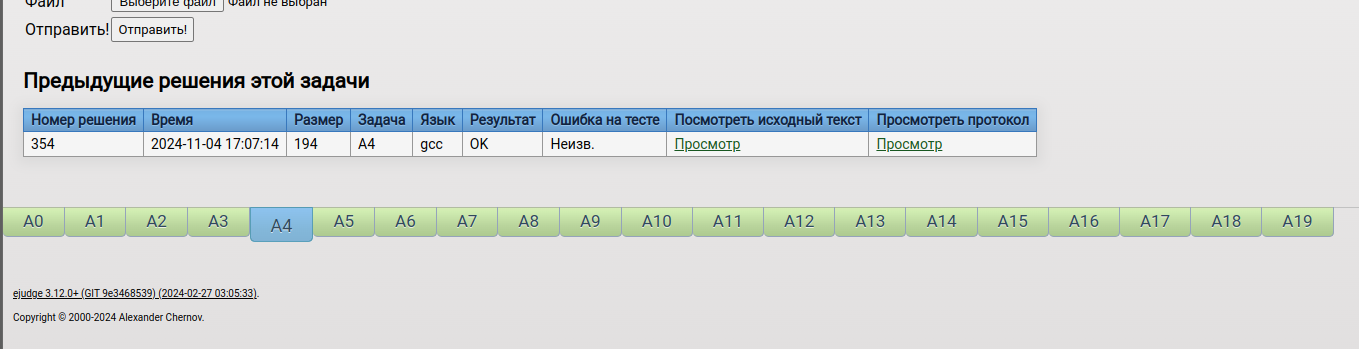 Файл Выберите файл Файл не выбран
Отправить! Отправить!
Предыдущие решения этой задачи
Номер решения Время Размер Задача Язык Результат Ошибка на тесте Посмотреть исходный текст Просмотреть протокол
354 2024-11-04 17:07:14 194 A4 gcc OK Неизв. Просмотр Просмотр
A0 A1 A2 A3 A4 A5 A6 A7 A8 A9 A10 A11 A12 A13 A14 A15 A16 A17 A18 A19
ejudge 3.12.0+ (GIT 9e3468539) (2024-02-27 03:05:33).
Copyright © 2000-2024 Alexander Chernov.